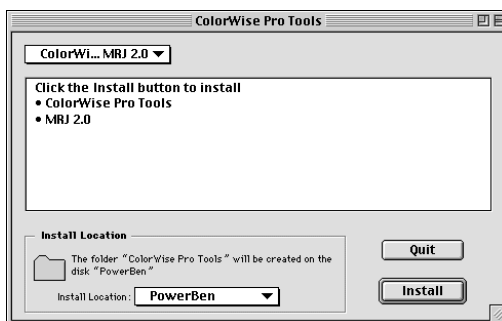 ColorWise Pro Tools
ColorWi... MRJ 2.0
Click the Install button to install
• ColorWise Pro Tools
• MRJ 2.0
Install Location
The folder "ColorWise Pro Tools" will be created on the
disk "PowerBen"
Install Location: PowerBen
Quit
Install